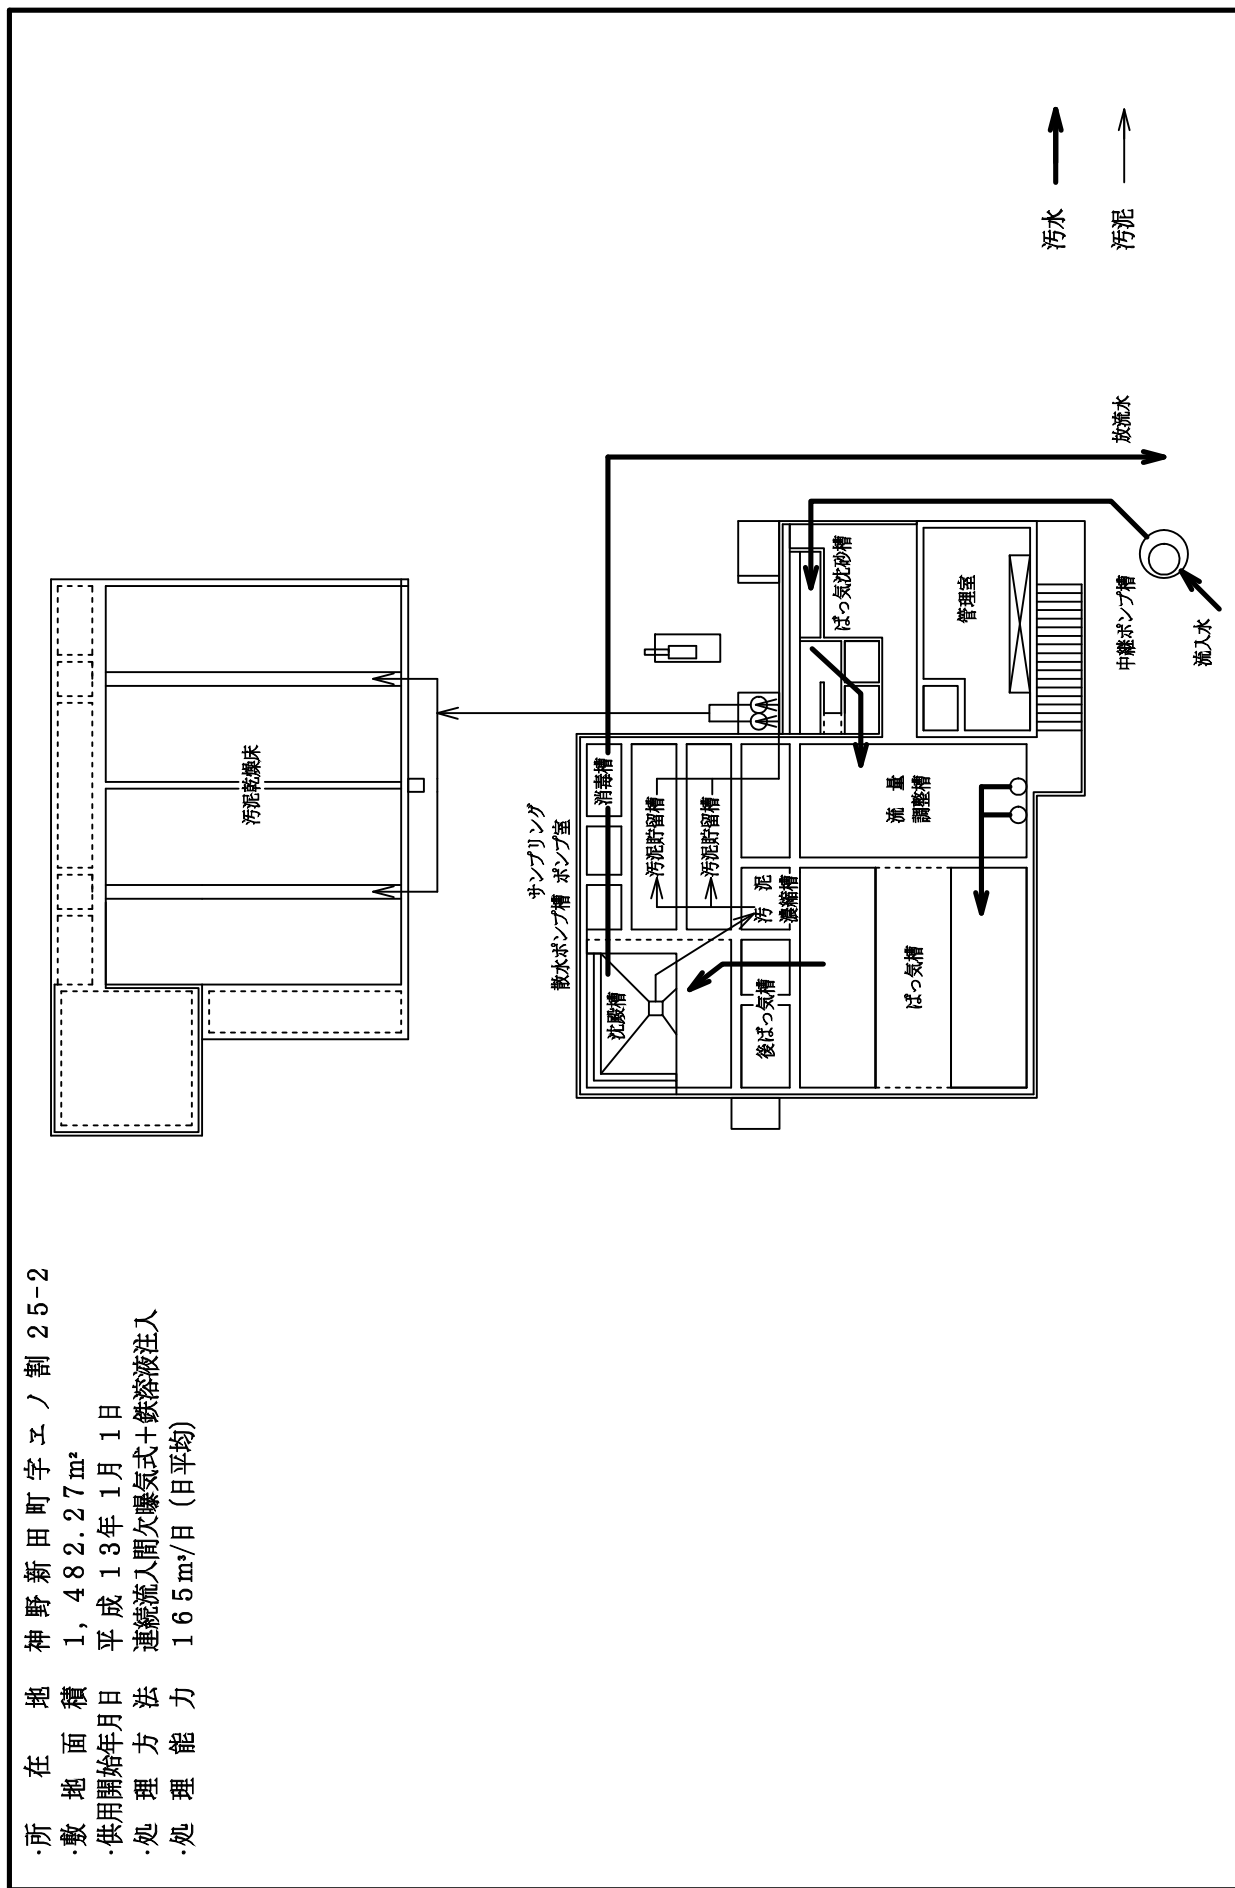 ・所在地 神野新田町字ヱノ割25-2
・敷地面積 1,482.27m²
・供用開始年月日 平成13年1月1日
・処理方法 連続流入間欠曝気式+鉄溶液注入
・処理能力 165m³/日(日平均)
汚泥乾燥床
サンプリング
ポンプ室
散水ポンプ槽
消毒槽
沈殿槽
汚泥貯留槽
汚泥貯留槽
汚泥
濃縮槽
後ばっ気槽
ばっ気沈砂槽
流量
調整槽
ばっ気槽
管理室
中継ポンプ槽
流入水
放流水
汚水
汚泥